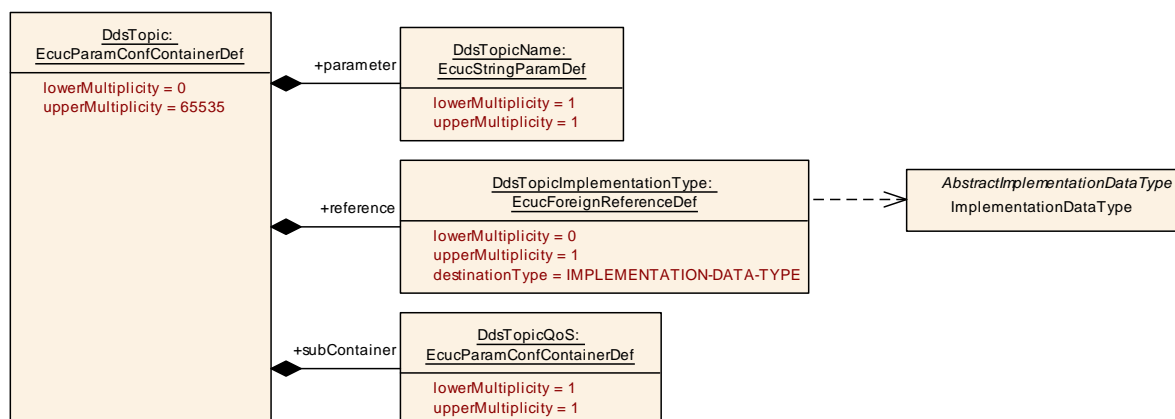 DdsTopic:
EcucParamConfContainerDef
lowerMultiplicity = 0
upperMultiplicity = 65535
+parameter
DdsTopicName:
EcucStringParamDef
lowerMultiplicity = 1
upperMultiplicity = 1
+reference
DdsTopicImplementationType:
EcucForeignReferenceDef
lowerMultiplicity = 0
upperMultiplicity = 1
destinationType = IMPLEMENTATION-DATA-TYPE
AbstractImplementationDataType
ImplementationDataType
+subContainer
DdsTopicQoS:
EcucParamConfContainerDef
lowerMultiplicity = 1
upperMultiplicity = 1